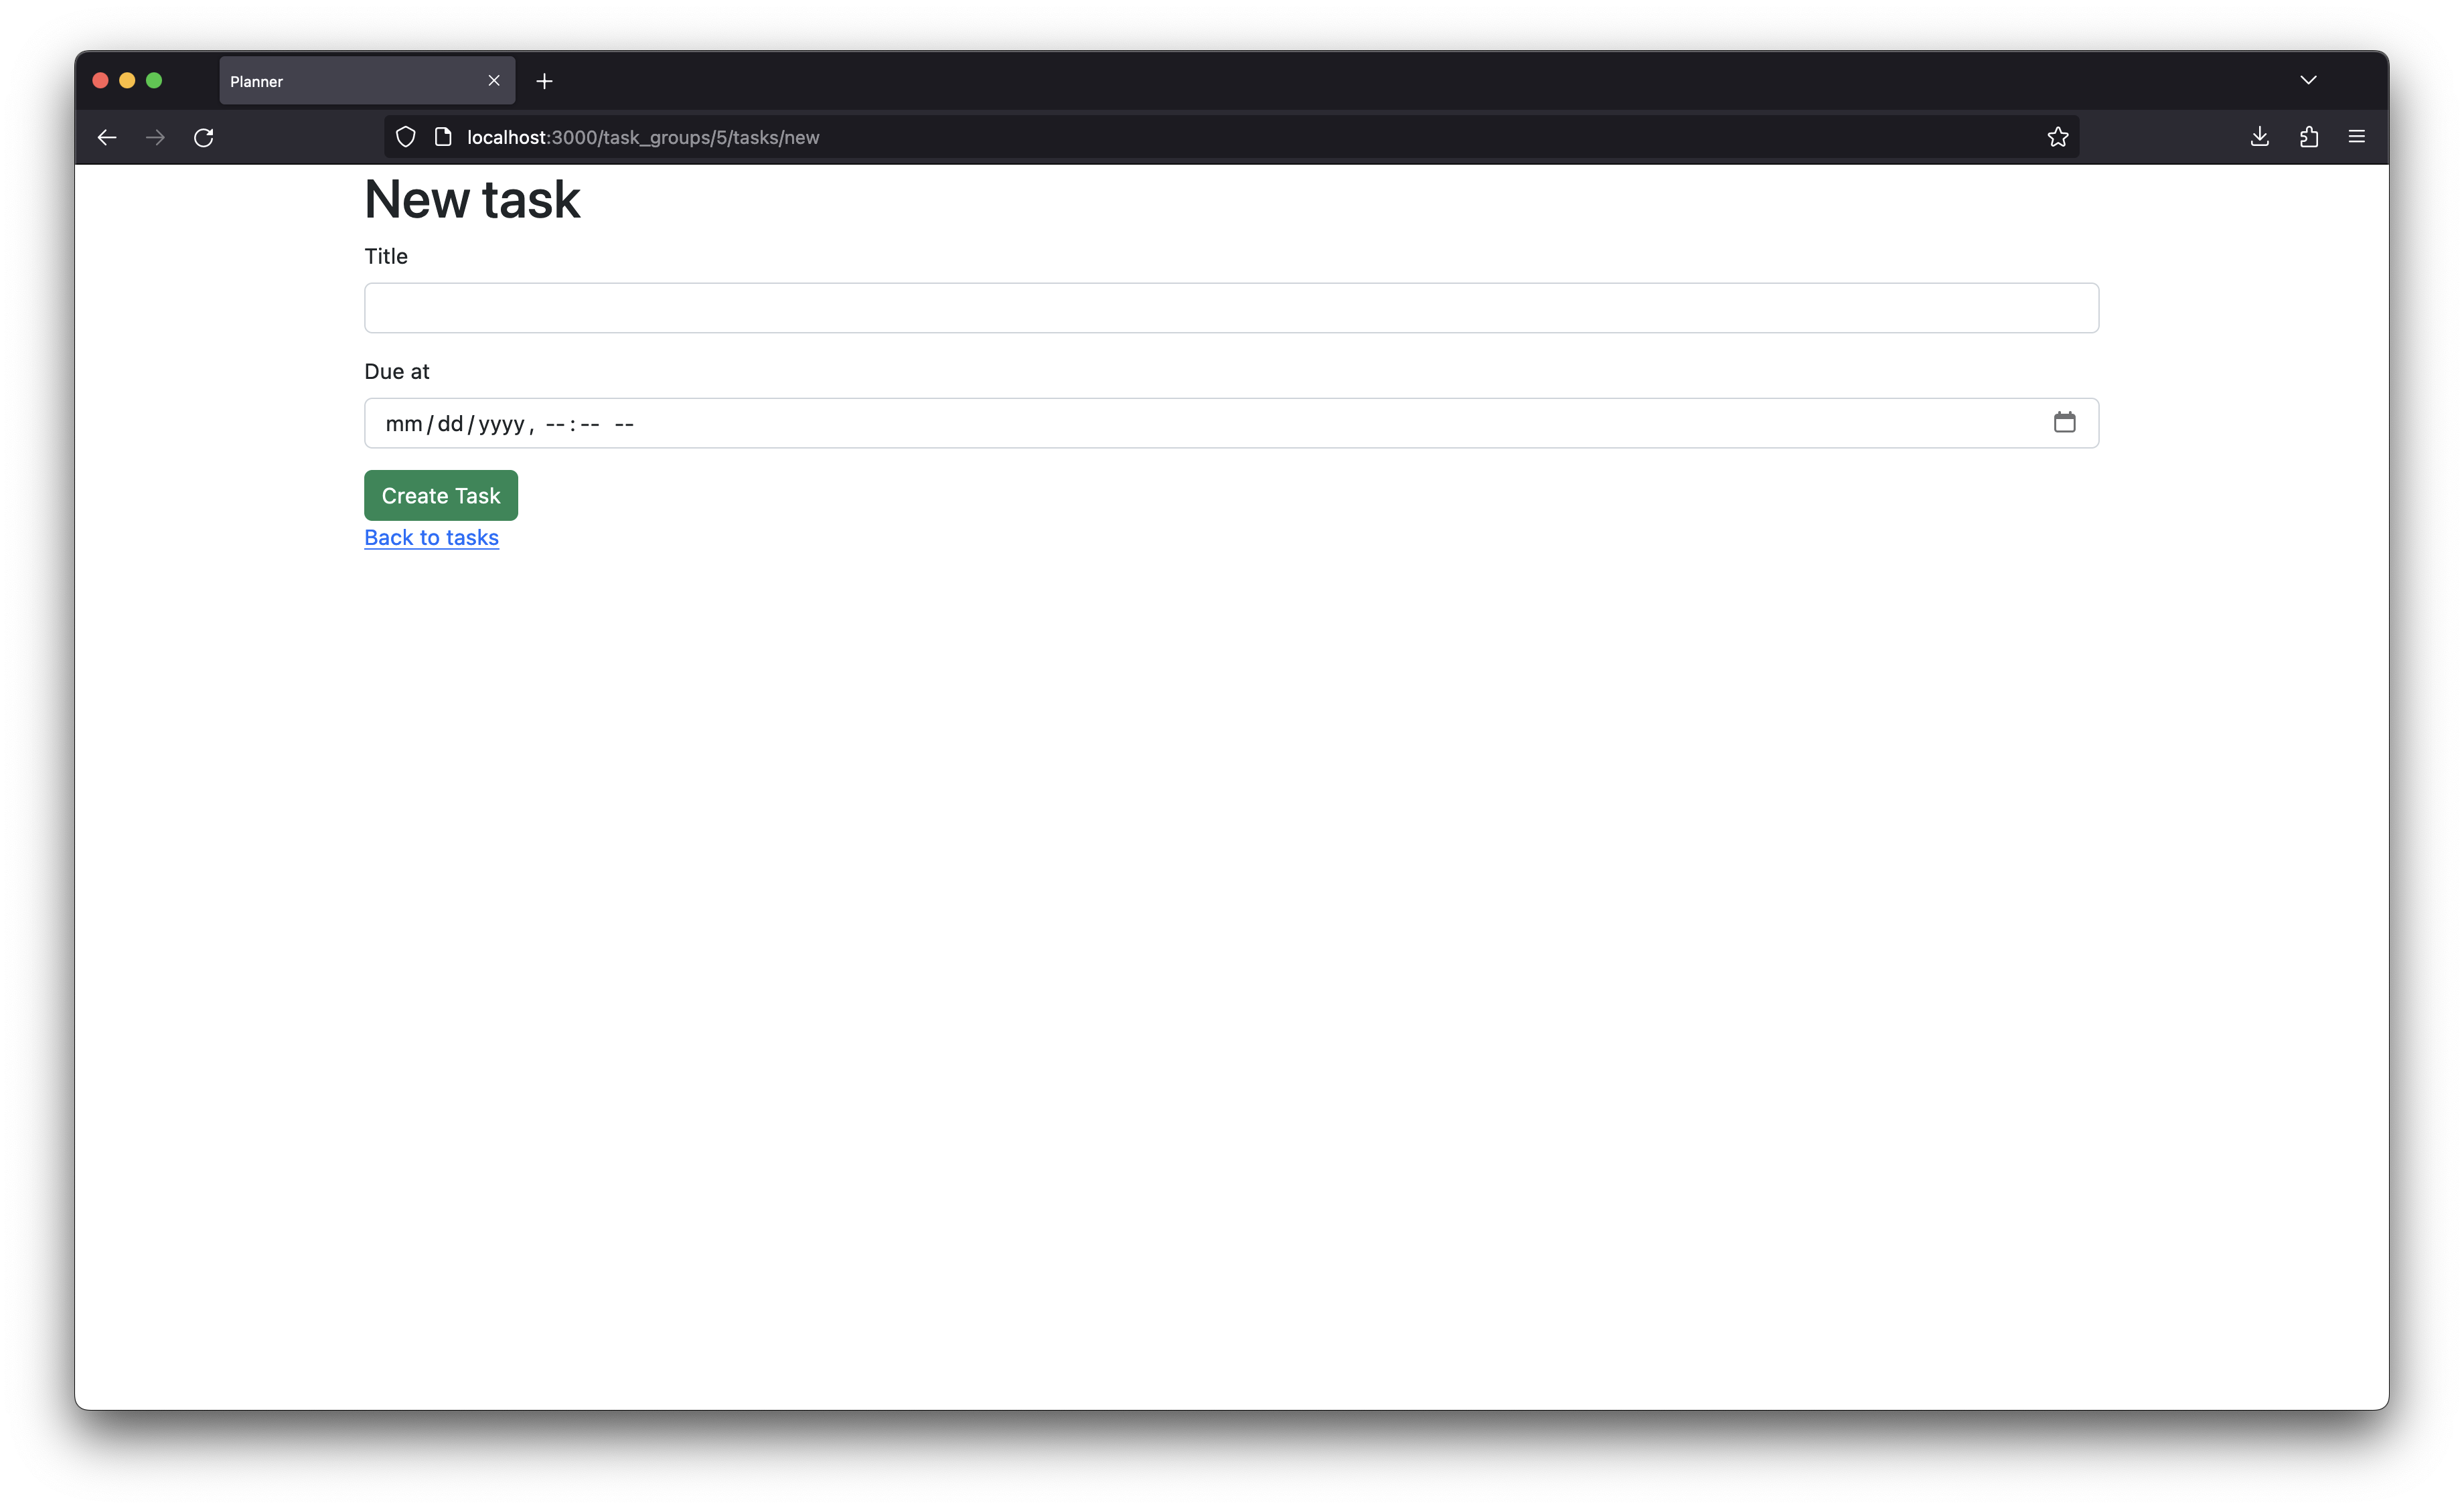 Planner
localhost:3000/task_groups/5/tasks/new
New task
Title
Due at
mm/dd/yyyy, --:-- --
Create Task
Back to tasks